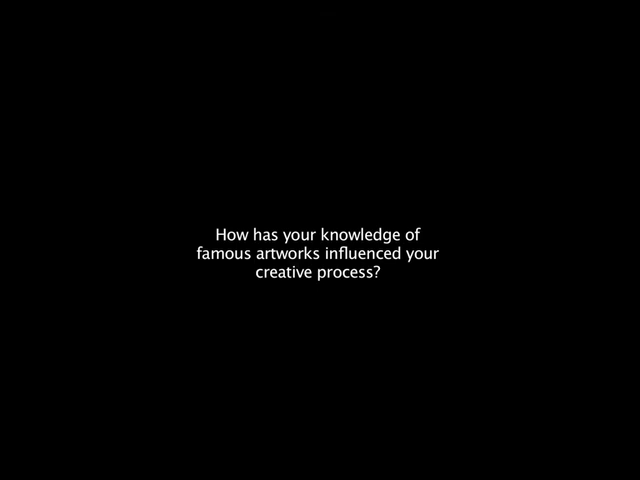 How has your knowledge of
famous artworks influenced your
creative process?